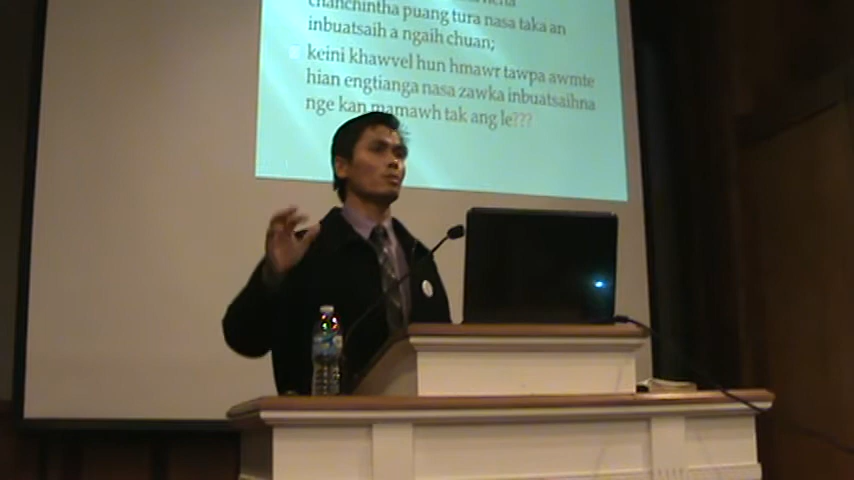 chanchintha puang tura nasa taka an
inbuatsaih a ngaih chuan;
keini khawvel hun hmawr tawpa awmte
hian engtianga nasa zawka inbuatsaihna
nge kan mamawh tak ang le???